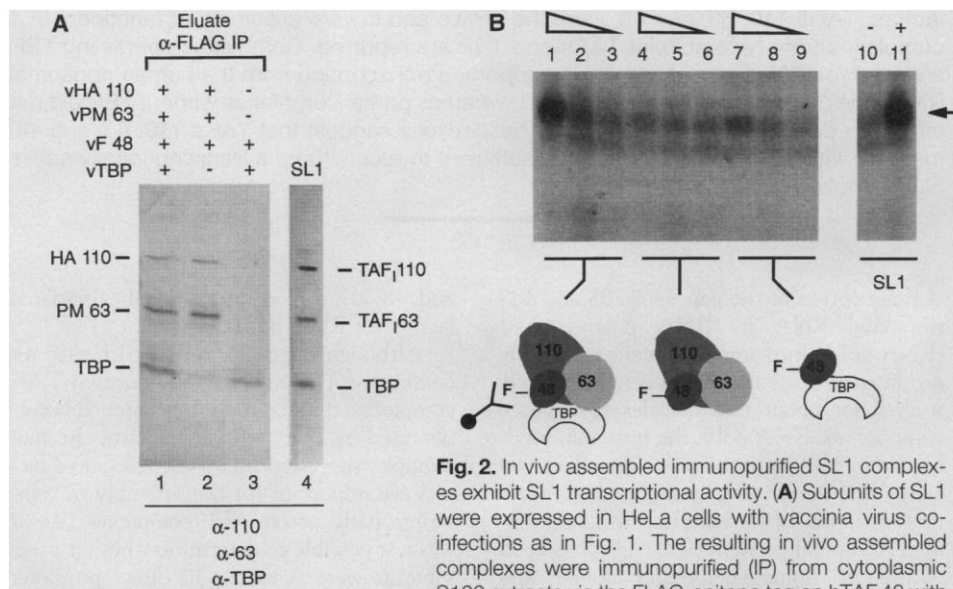 A
Eluate
α-FLAG IP
vHA 110 + + -
vPM 63 + + -
vF 48 + + +
vTBP + - + SL1
HA 110
PM 63
TBP
TAFI110
TAFI63
TBP
1 2 3 4
α-110
α-63
α-TBP
B
- +
1 2 3 4 5 6 7 8 10 11
SL1
110
63
F
48
TBP
110
63
F
48
F
48
TBP
Fig. 2. In vivo assembled immunopurified SL1 complex-
es exhibit SL1 transcriptional activity. (A) Subunits of SL1
were expressed in HeLa cells with vaccinia virus co-
infections as in Fig. 1. The resulting in vivo assembled
complexes were immunopurified (IP) from cytoplasmic